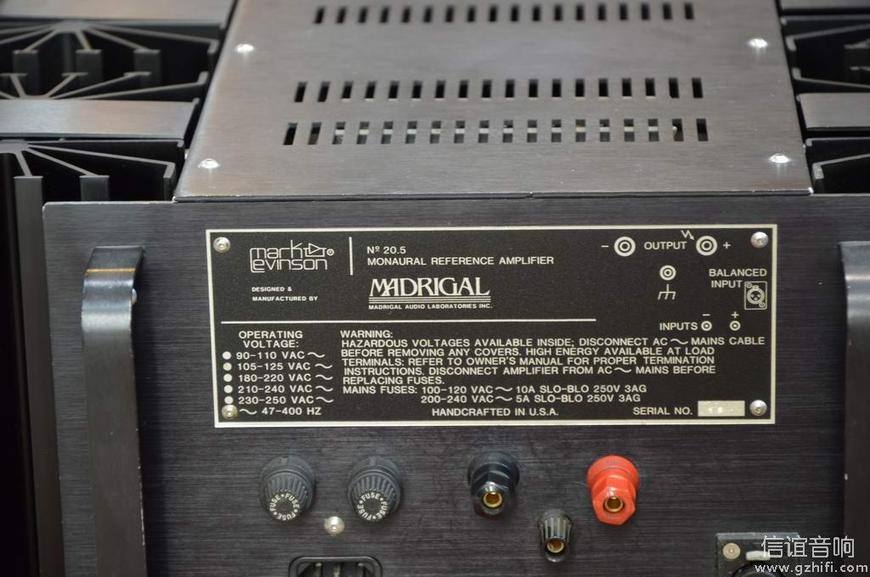 mark levinson®
Nº 20.5
MONAURAL REFERENCE AMPLIFIER
DESIGNED &
MANUFACTURED BY
MADRIGAL
MADRIGAL AUDIO LABORATORIES INC.
− OUTPUT +
BALANCED
INPUT
− +
INPUTS
OPERATING
VOLTAGE:
90-110 VAC ~
105-125 VAC ~
180-220 VAC ~
210-240 VAC ~
230-250 VAC ~
~ 47-400 HZ
WARNING:
HAZARDOUS VOLTAGES AVAILABLE INSIDE; DISCONNECT AC ~ MAINS CABLE
BEFORE REMOVING ANY COVERS. HIGH ENERGY AVAILABLE AT LOAD
TERMINALS: REFER TO OWNER'S MANUAL FOR PROPER TERMINATION
INSTRUCTIONS. DISCONNECT AMPLIFIER FROM AC ~ MAINS BEFORE
REPLACING FUSES.
MAINS FUSES: 100-120 VAC ~ 10A SLO-BLO 250V 3AG
200-240 VAC ~ 5A SLO-BLO 250V 3AG
HANDCRAFTED IN U.S.A.
SERIAL NO.
FUSE FUSE FUSE
FUSE FUSE FUSE
信谊音响
www.gzhifi.com